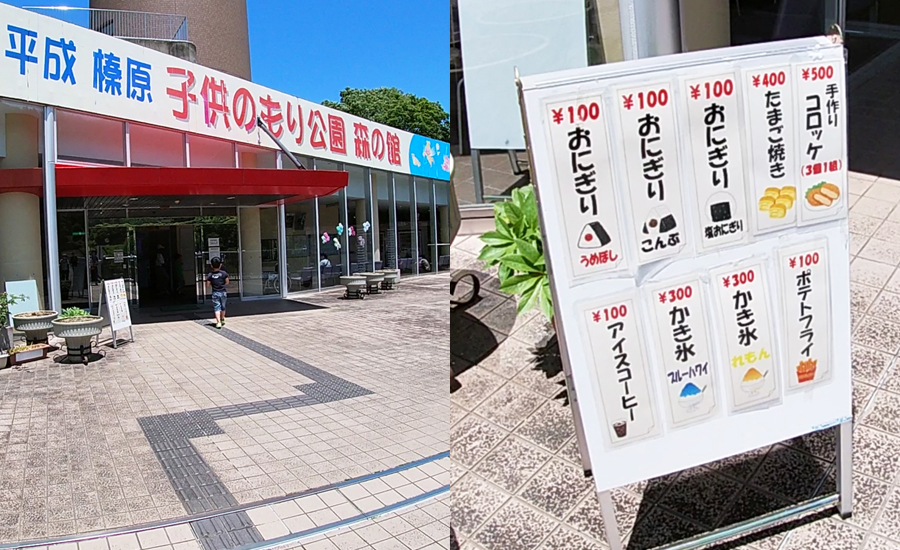 平成 榛原 子供のもり公園 森の館
¥100
おにぎり
うめぼし
¥100
おにぎり
こんぶ
¥100
おにぎり
塩おにぎり
¥400
たまご焼き
¥500
手作り
コロッケ
(3個1組)
¥100
アイスコーヒー
¥300
かき氷
ブルーハワイ
¥300
かき氷
れもん
¥100
ポテトフライ